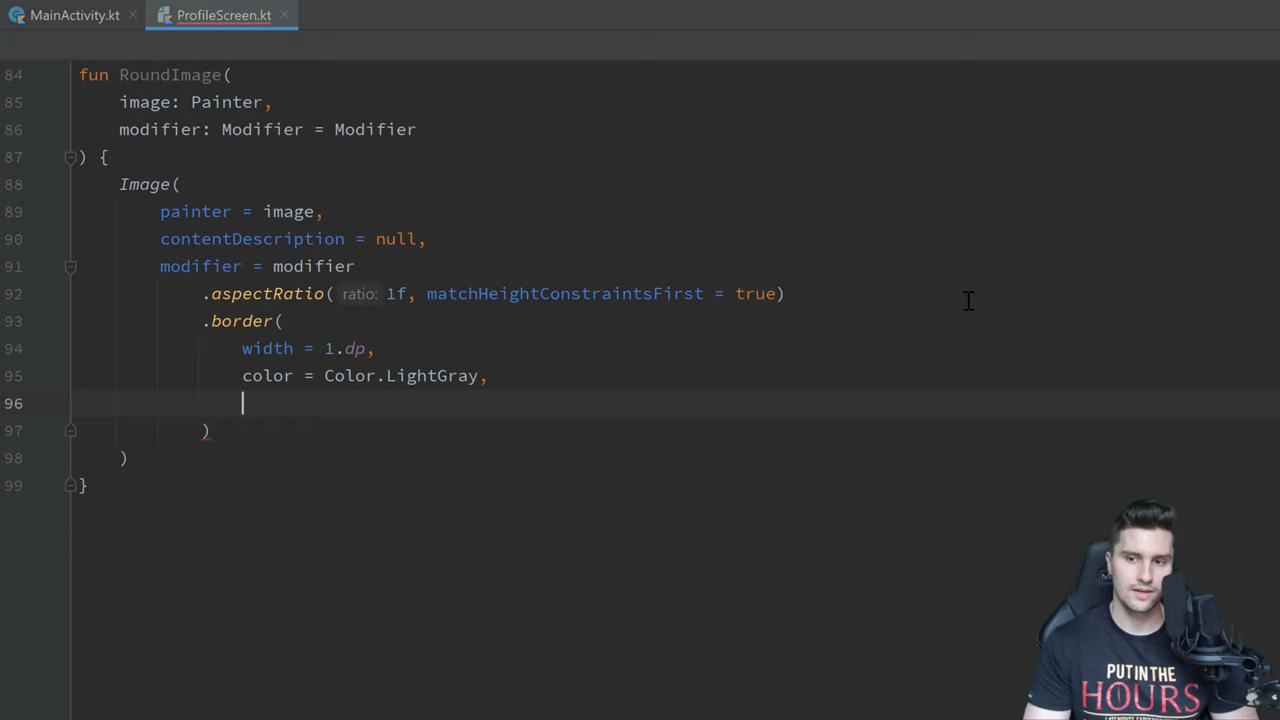 MainActivity.kt
ProfileScreen.kt
84 fun RoundImage(
85 image: Painter,
86 modifier: Modifier = Modifier
87 ) {
88 Image(
89 painter = image,
90 contentDescription = null,
91 modifier = modifier
92 .aspectRatio( ratio: 1f, matchHeightConstraintsFirst = true)
93 .border(
94 width = 1.dp,
95 color = Color.LightGray,
96
97 )
98 )
99 }
PUT IN THE
HOURS